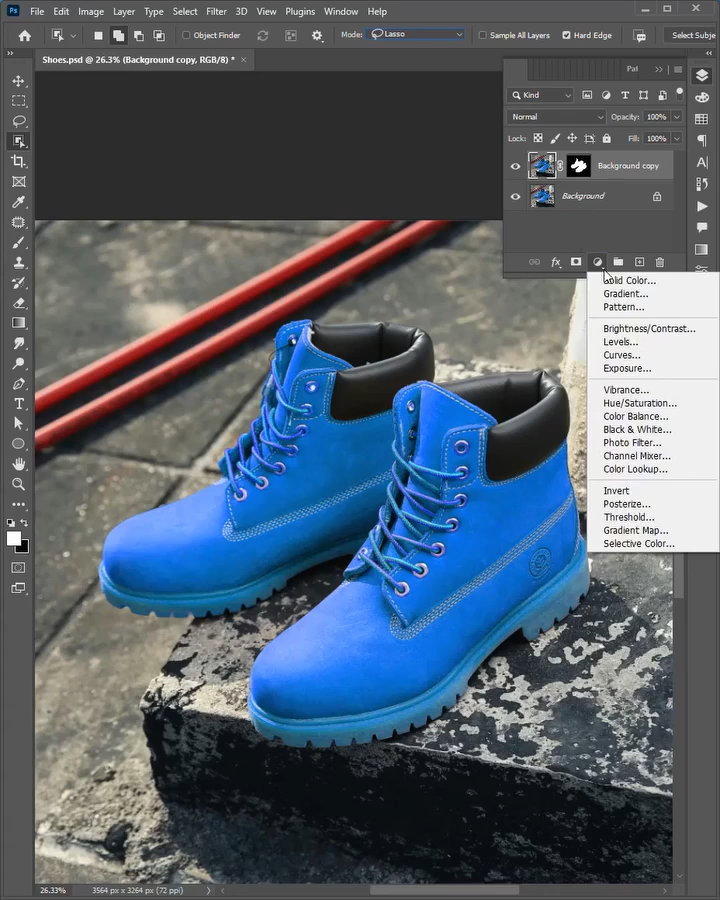 Ps File Edit Image Layer Type Select Filter 3D View Plugins Window Help
Object Finder Mode: Lasso Sample All Layers Hard Edge Select Subje
Shoes.psd @ 26.3% (Background copy, RGB/8) * ×
Pat
Kind
Normal Opacity: 100%
Lock: Fill: 100%
Background copy
Background
fx
Solid Color...
Gradient...
Pattern...
Brightness/Contrast...
Levels...
Curves...
Exposure...
Vibrance...
Hue/Saturation...
Color Balance...
Black & White...
Photo Filter...
Channel Mixer...
Color Lookup...
Invert
Posterize...
Threshold...
Gradient Map...
Selective Color...
26.33% 3564 px x 3264 px (72 ppi)